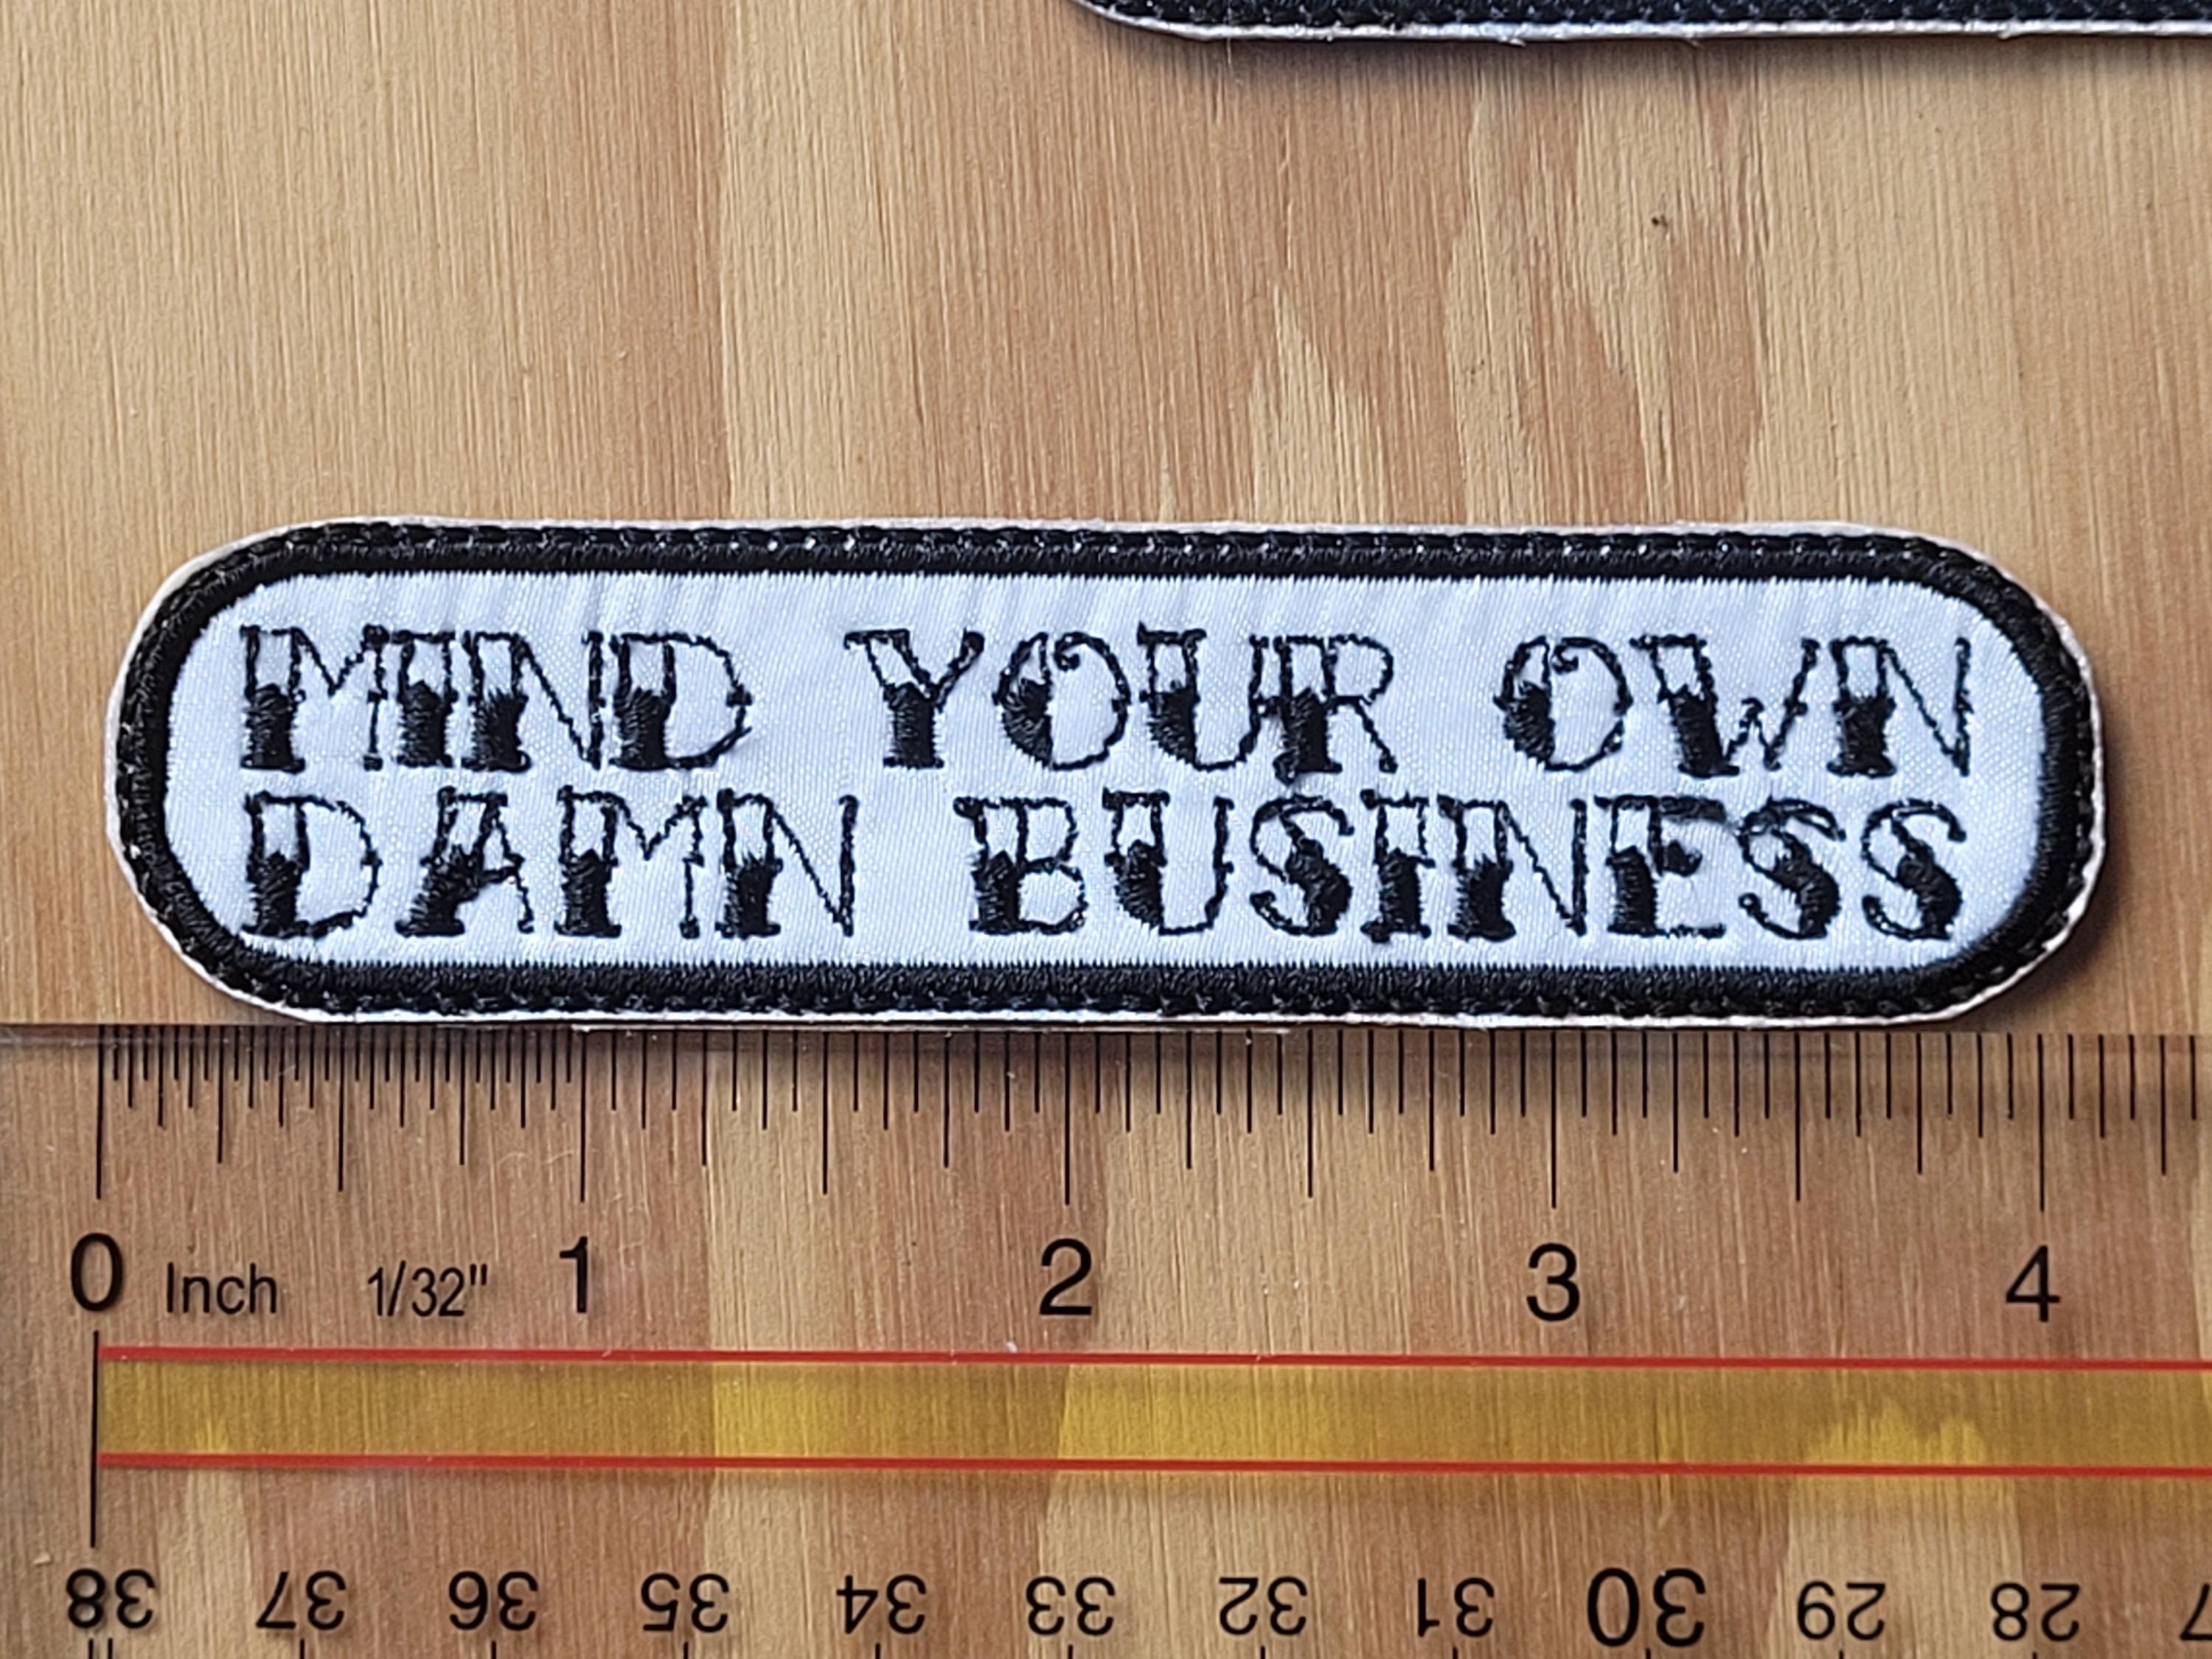 MIND YOUR OWN
DAMN BUSINESS
0 Inch 1/32" 1 2 3 4
38 37 36 35 34 33 32 31 30 29 28